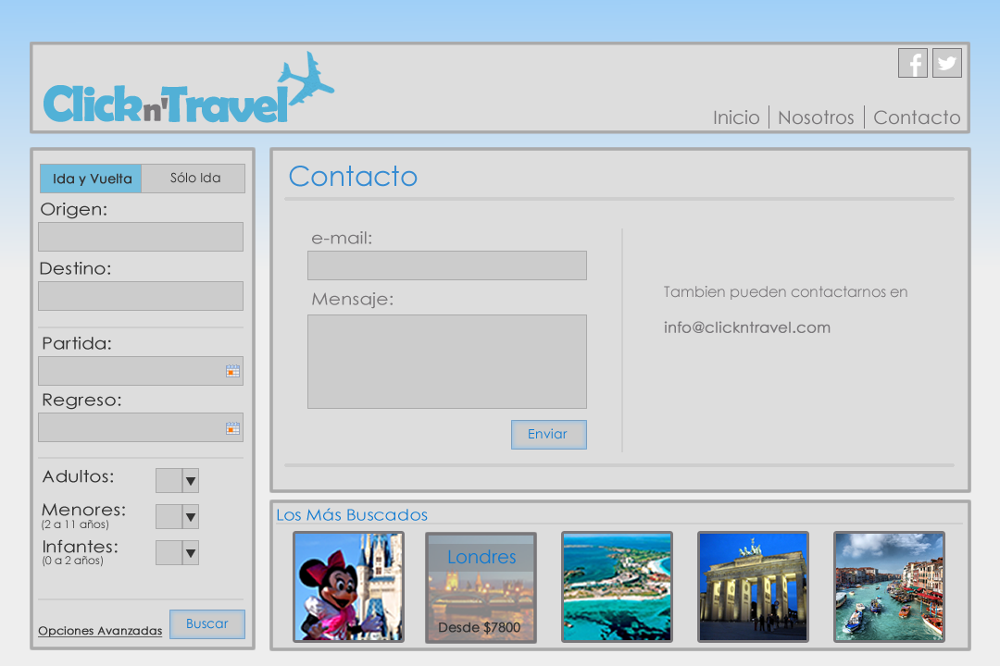 Click n' Travel
f
Inicio | Nosotros | Contacto
Ida y Vuelta
Sólo Ida
Origen:
Destino:
Partida:
Regreso:
Adultos:
Menores:
(2 a 11 años)
Infantes:
(0 a 2 años)
Opciones Avanzadas
Buscar
Contacto
e-mail:
Mensaje:
Enviar
Tambien pueden contactarnos en
info@clickntravel.com
Los Más Buscados
Londres
Desde $7800